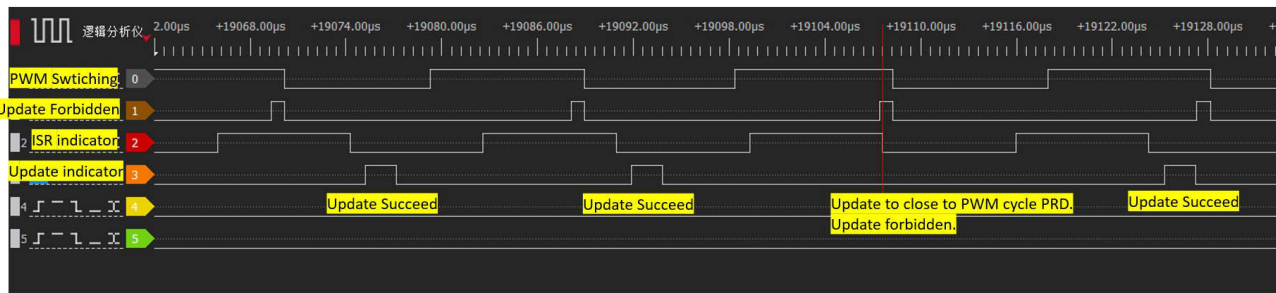 逻辑分析仪
2.00μs +19068.00μs +19074.00μs +19080.00μs +19086.00μs +19092.00μs +19098.00μs +19104.00μs +19110.00μs +19116.00μs +19122.00μs +19128.00μs
PWM Swtiching 0
Update Forbidden 1
2 ISR indicator 2
Update indicator 3
Update Succeed Update Succeed Update to close to PWM cycle PRD. Update Succeed
4 4
Update forbidden.
5 5